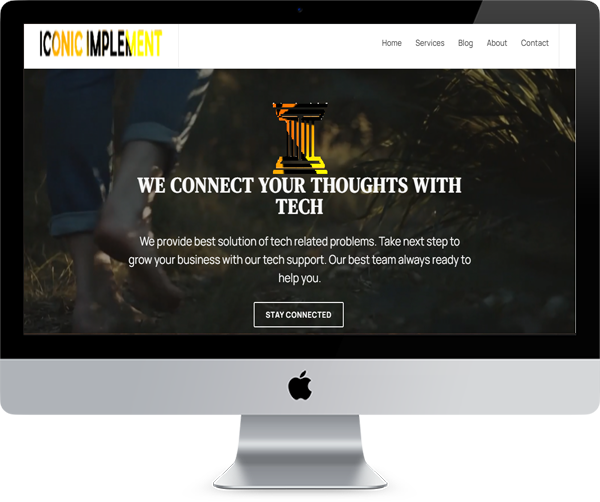 ICONIC IMPLEMENT
Home Services Blog About Contact
WE CONNECT YOUR THOUGHTS WITH
TECH
We provide best solution of tech related problems. Take next step to
grow your business with our tech support. Our best team always ready to
help you.
STAY CONNECTED